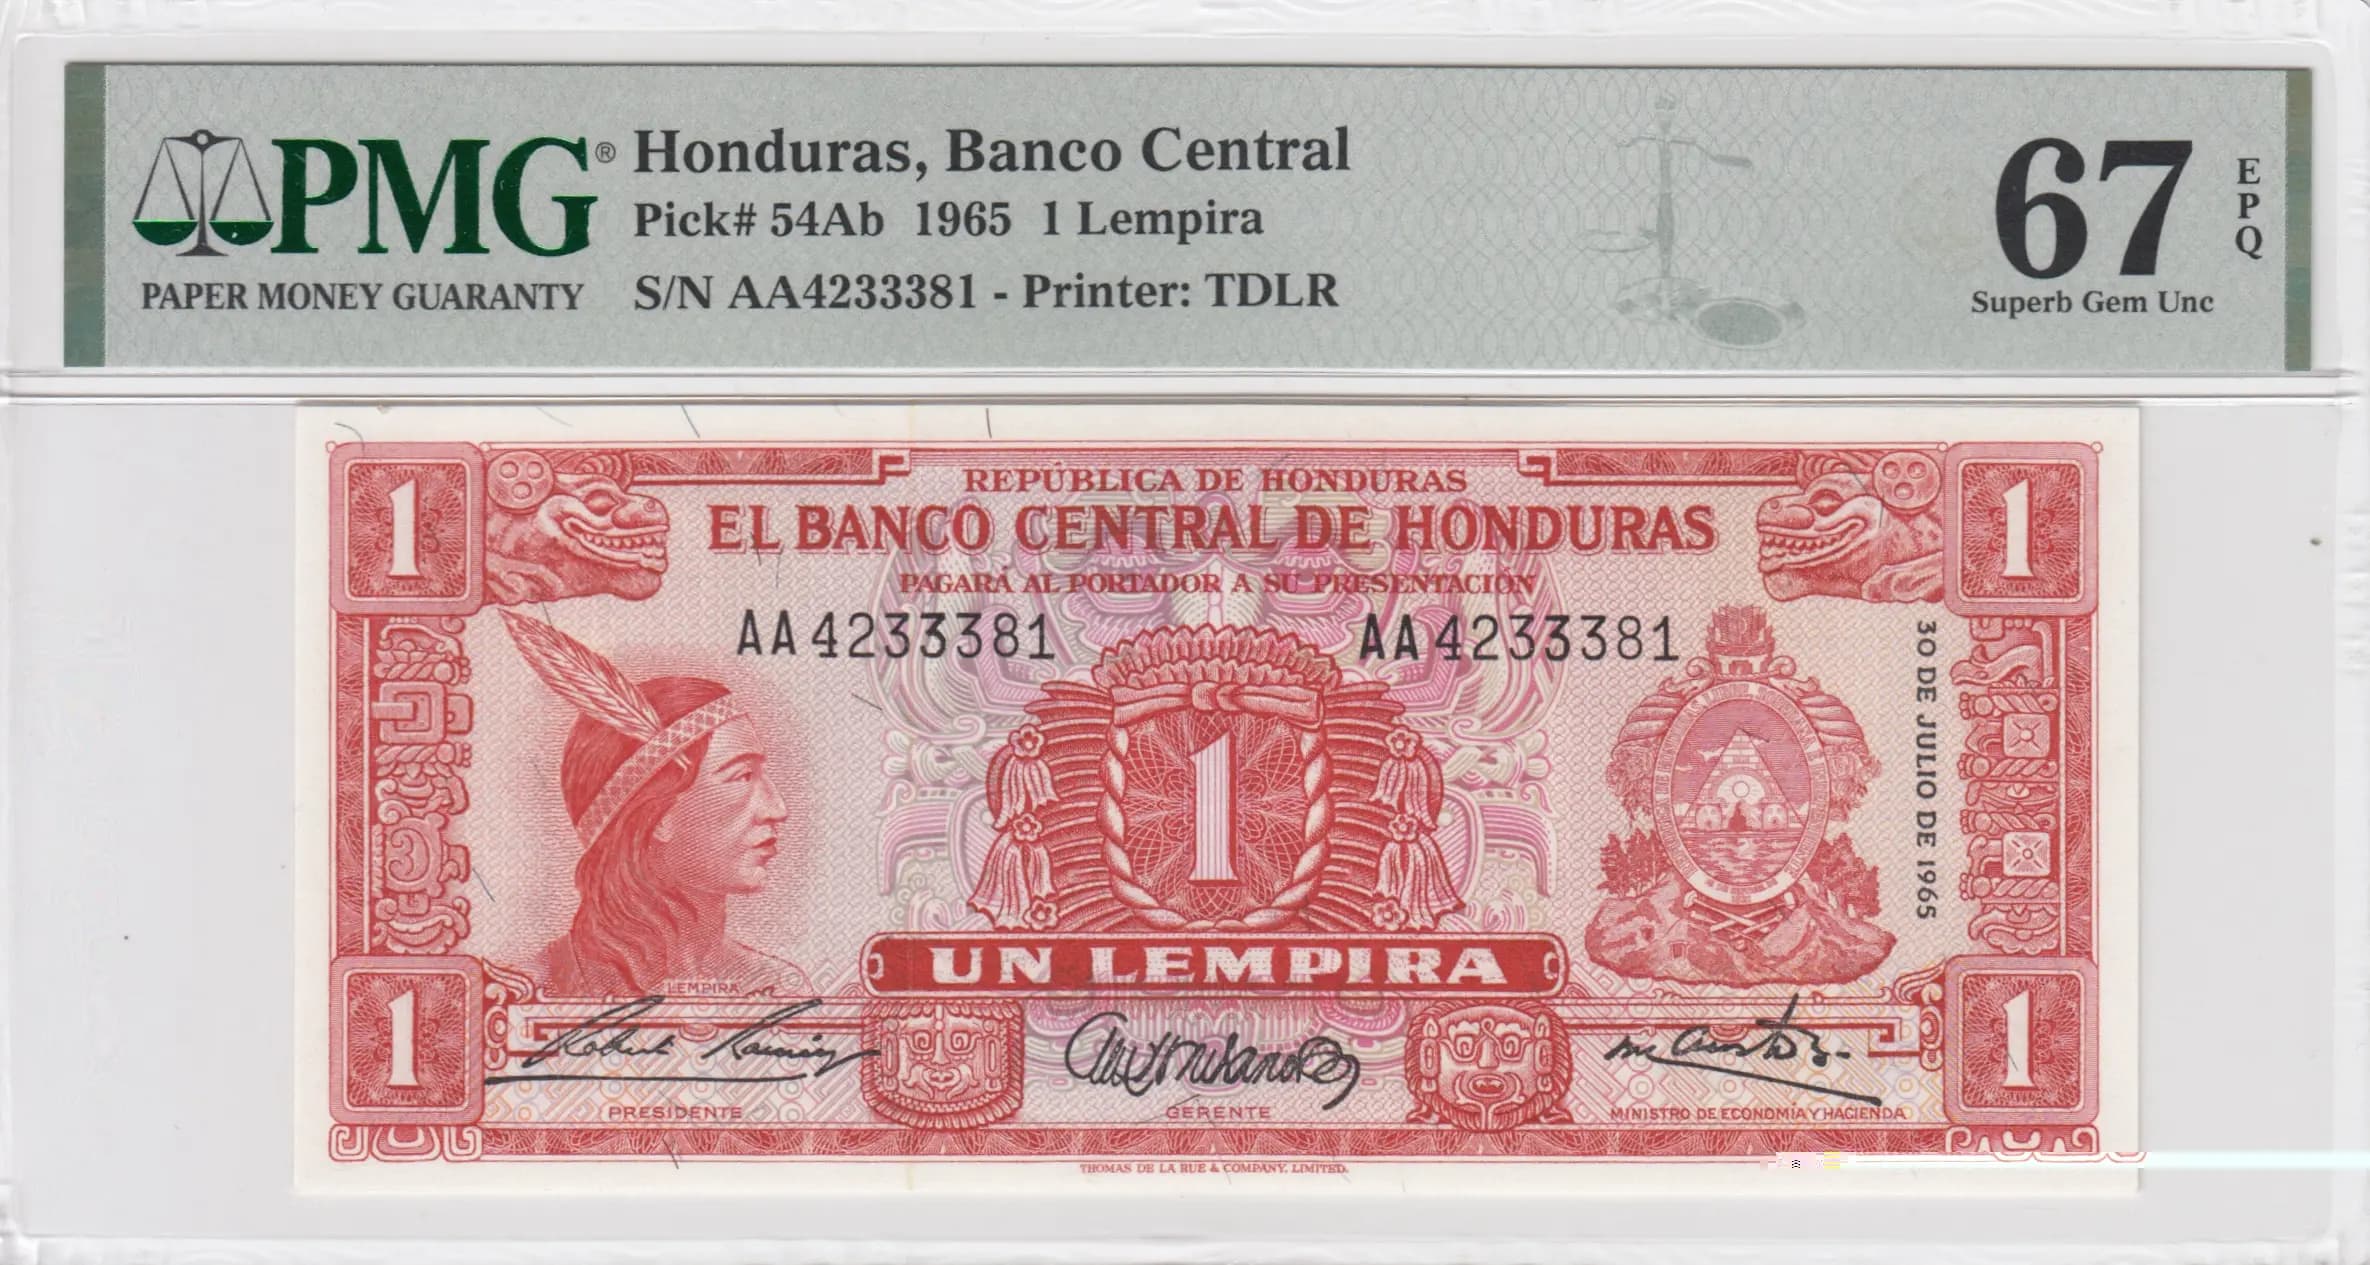 PMG®
PAPER MONEY GUARANTY
Honduras, Banco Central
Pick# 54Ab 1965 1 Lempira
S/N AA4233381 - Printer: TDLR
67
EPQ
Superb Gem Unc
1
1
REPÚBLICA DE HONDURAS
EL BANCO CENTRAL DE HONDURAS
PAGARÁ AL PORTADOR A SU PRESENTACIÓN
AA4233381
AA4233381
30 DE JULIO DE 1965
1
LEMPIRA
UN LEMPIRA
1
1
PRESIDENTE
GERENTE
MINISTRO DE ECONOMÍA Y HACIENDA
THOMAS DE LA RUE & COMPANY, LIMITED.